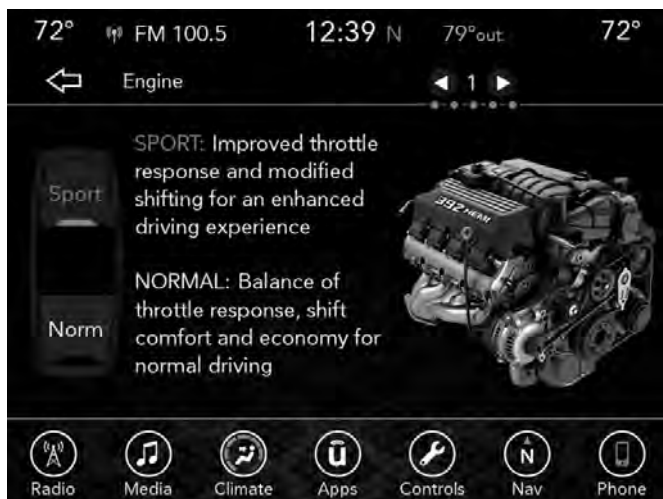 72° FM 100.5 12:39 N 79°out 72°
Engine 1
SPORT: Improved throttle
response and modified
shifting for an enhanced
driving experience
Sport
392 HEMI
NORMAL: Balance of
throttle response, shift
comfort and economy for
normal driving
Norm
Radio Media Climate ū Apps Controls N Nav Phone